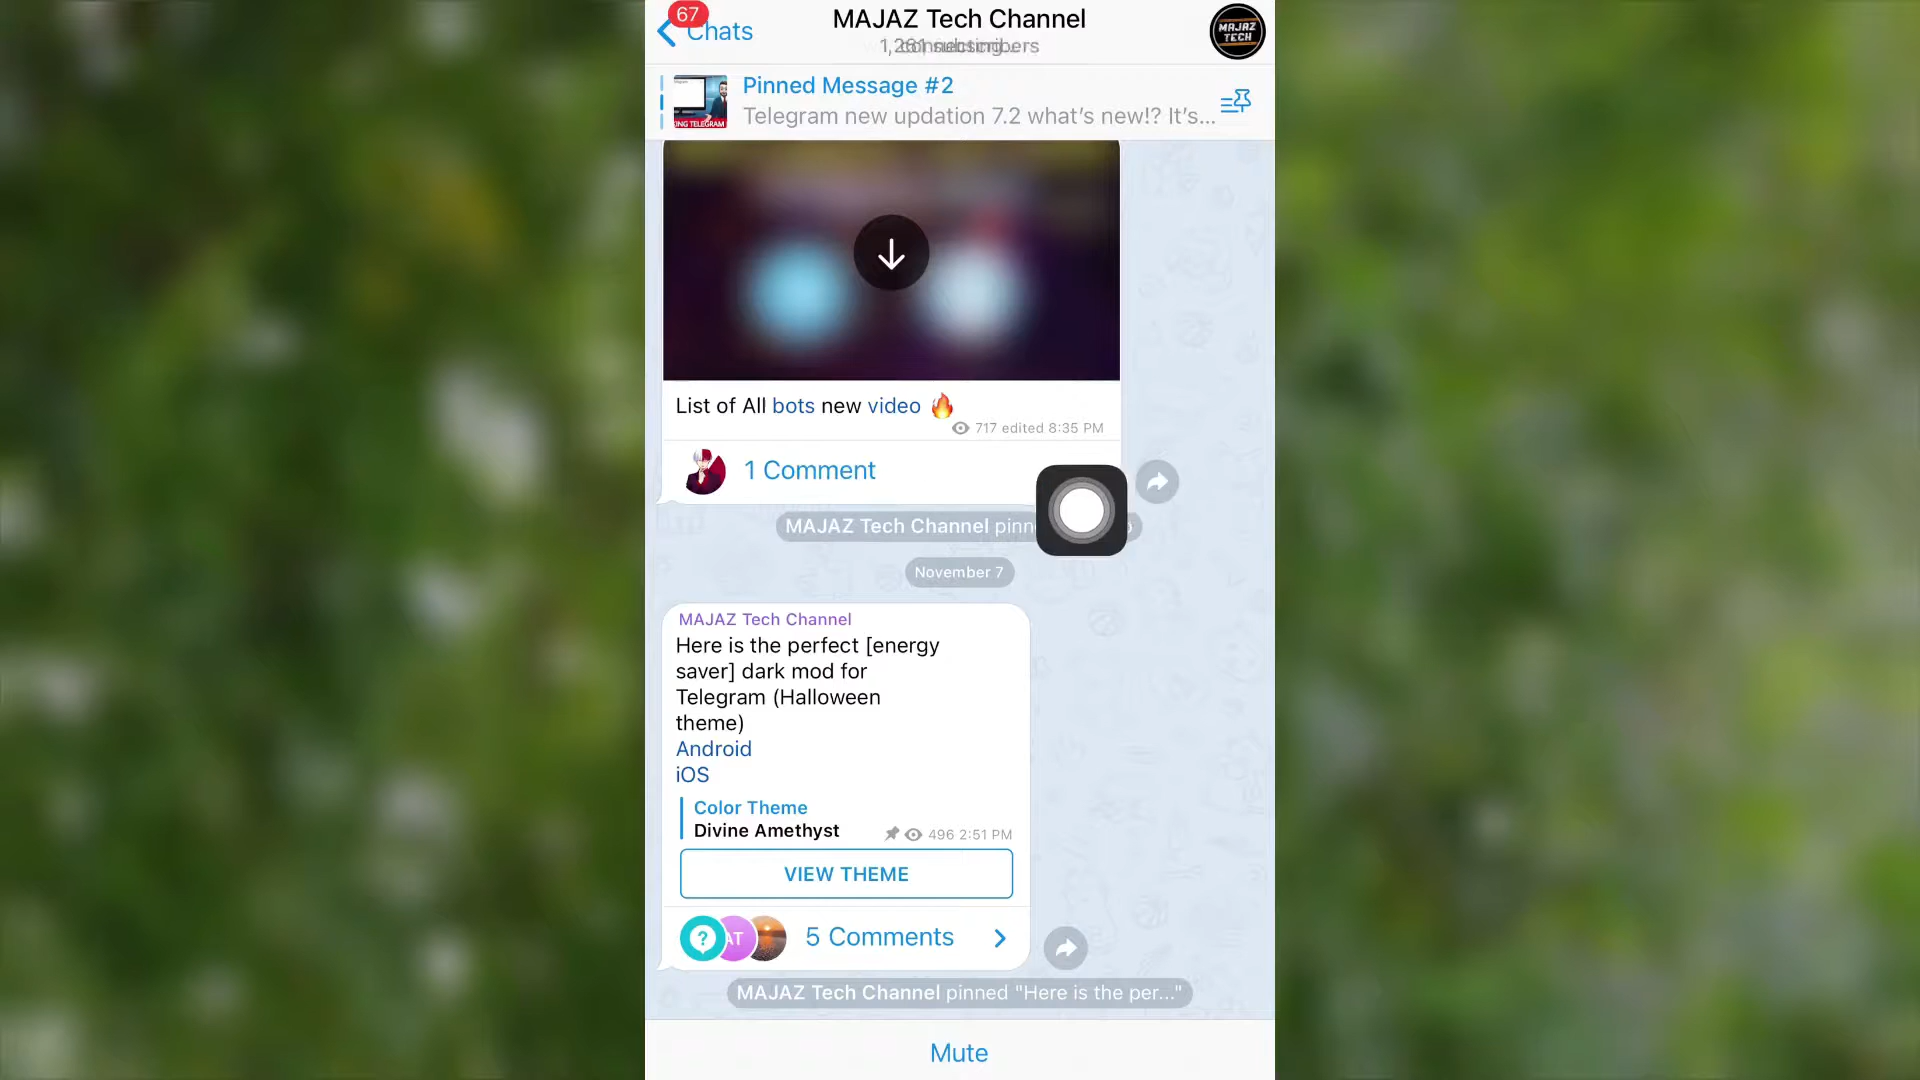 67
Chats
MAJAZ Tech Channel
MAJAZ
TECH
Pinned Message #2
Telegram new updation 7.2 what’s new!? It’s...
KING TELEGRAM
List of All bots new video 🔥
717 edited 8:35 PM
1 Comment
MAJAZ Tech Channel
November 7
MAJAZ Tech Channel
Here is the perfect [energy
saver] dark mod for
Telegram (Halloween
theme)
Android
iOS
Color Theme
Divine Amethyst
496 2:51 PM
VIEW THEME
AT
5 Comments
MAJAZ Tech Channel pinned "Here is the per..."
Mute